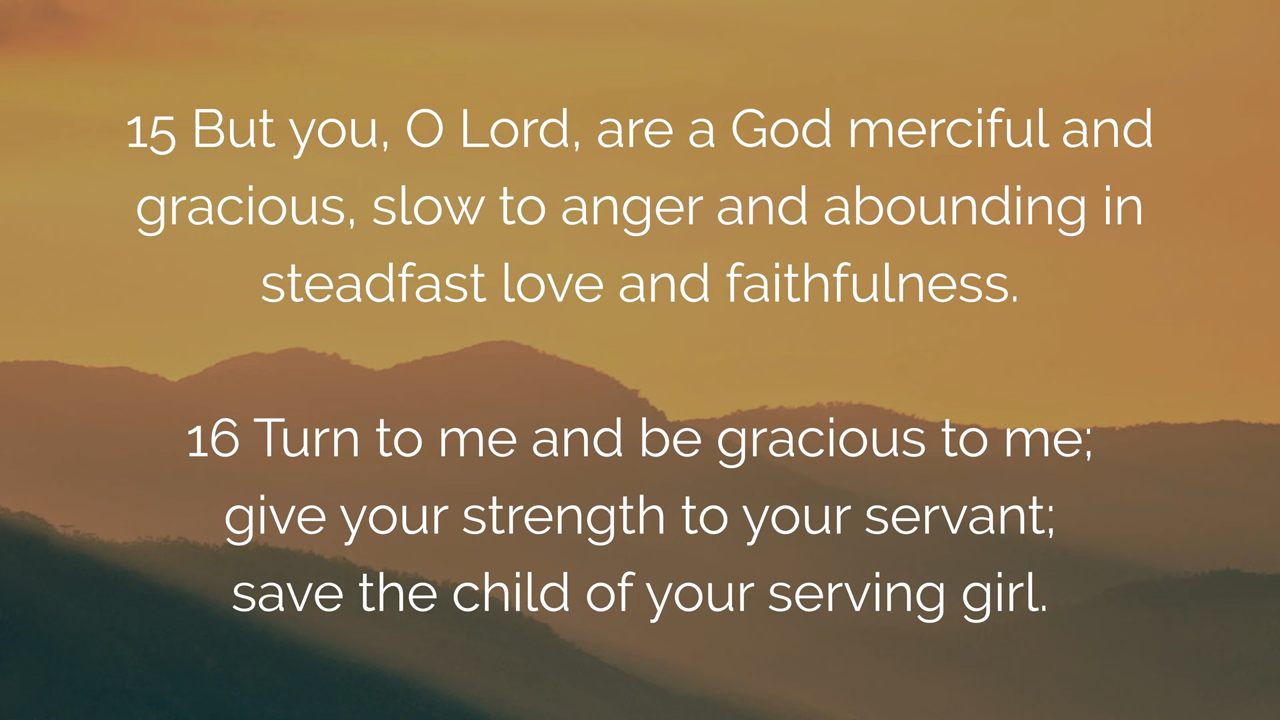 15 But you, O Lord, are a God merciful and
gracious, slow to anger and abounding in
steadfast love and faithfulness.
16 Turn to me and be gracious to me;
give your strength to your servant;
save the child of your serving girl.